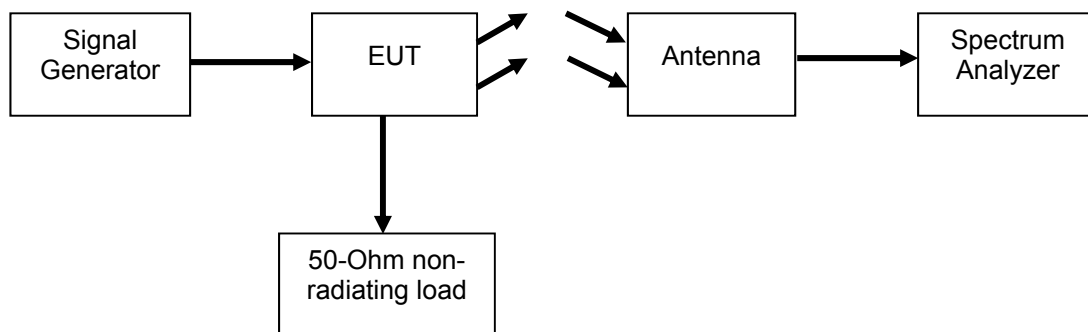 Signal
Generator
EUT
Antenna
Spectrum
Analyzer
50-Ohm non-
radiating load